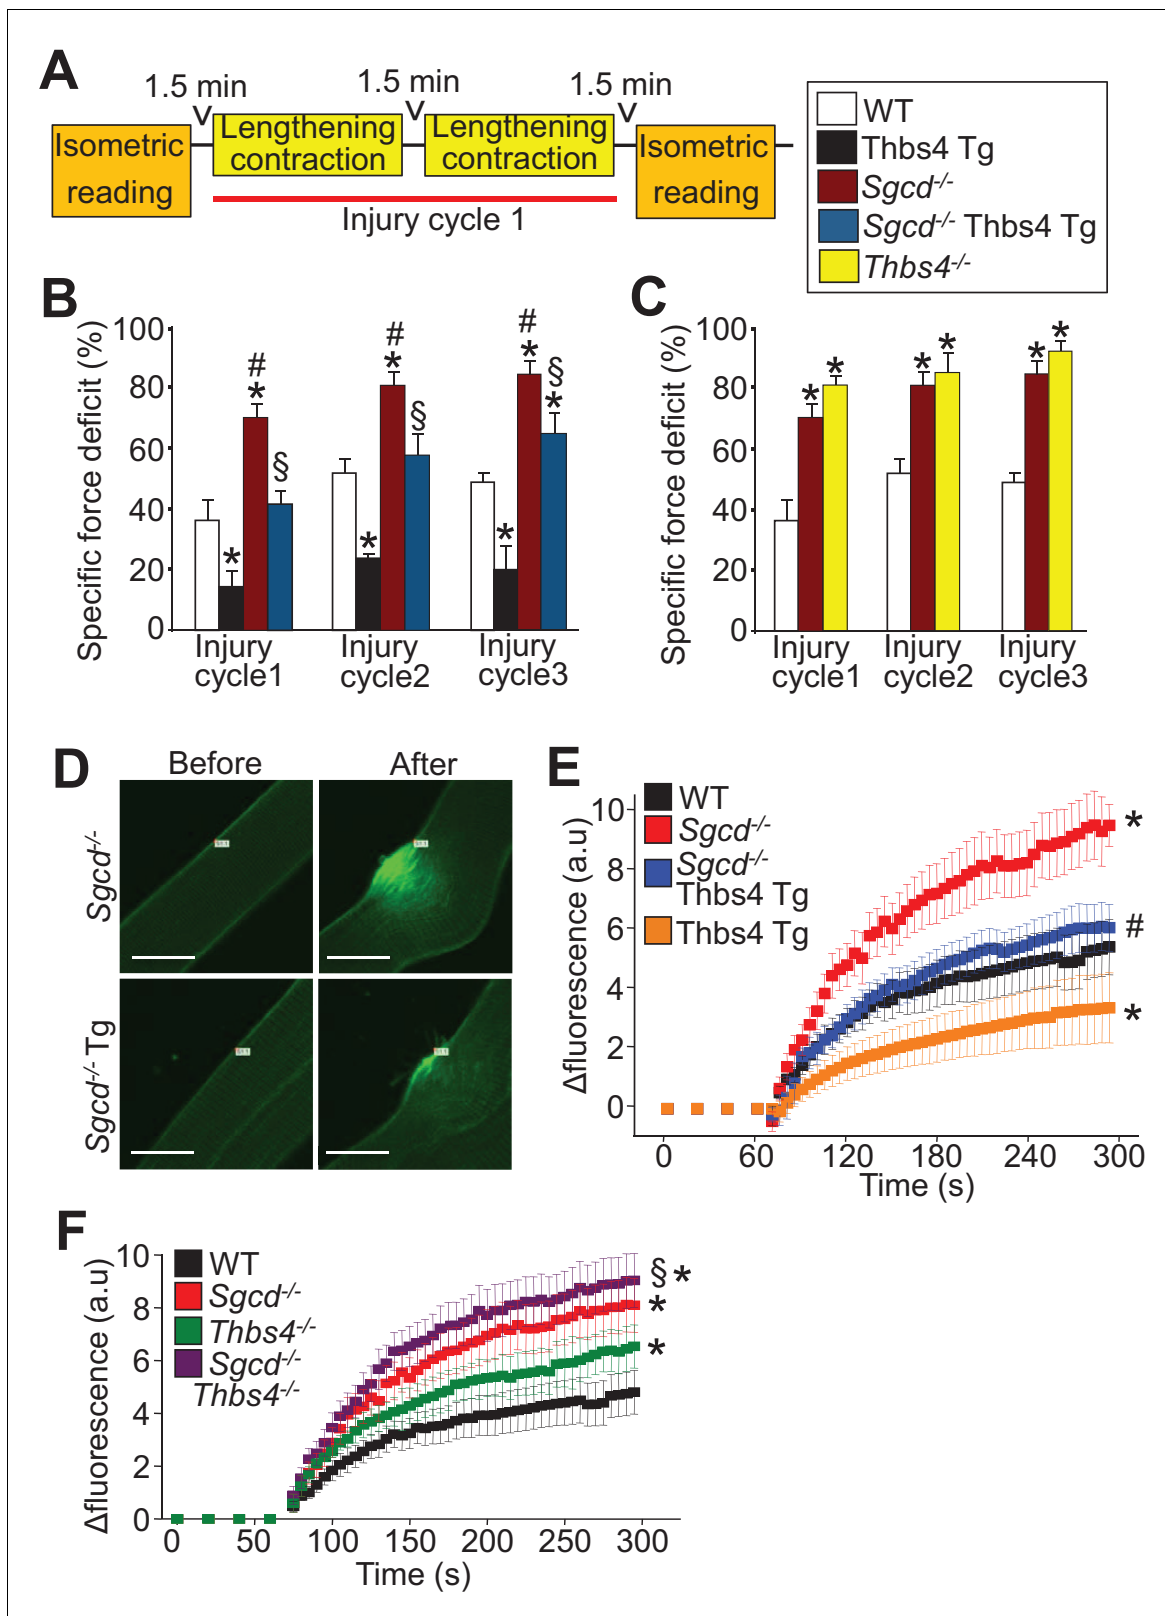 A
1.5 min
1.5 min
1.5 min
Isometric
reading
Lengthening
contraction
Lengthening
contraction
Isometric
reading
Injury cycle 1
WT
Thbs4 Tg
Sgcd-/-
Sgcd-/- Thbs4 Tg
Thbs4-/-
B
Specific force deficit (%)
100
80
60
40
20
0
*
#
*
§
*
#
*
§
*
#
*
§
*
Injury
cycle1
Injury
cycle2
Injury
cycle3
C
Specific force deficit (%)
100
80
60
40
20
0
*
*
*
*
*
*
Injury
cycle1
Injury
cycle2
Injury
cycle3
D
Before
After
Sgcd-/-
Sgcd-/- Tg
E
Δfluorescence (a.u)
10
8
6
4
2
0
WT
Sgcd-/-
Sgcd-/-
Thbs4 Tg
Thbs4 Tg
*
#
*
0
60
120
180
240
300
Time (s)
F
Δfluorescence (a.u)
10
8
6
4
2
0
WT
Sgcd-/-
Thbs4-/-
Sgcd-/-
Thbs4-/-
§ *
*
*
0
50
100
150
200
250
300
Time (s)